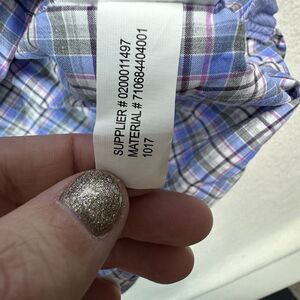 SUPPLIER # 0200011497
MATERIAL # 710684404001
1017